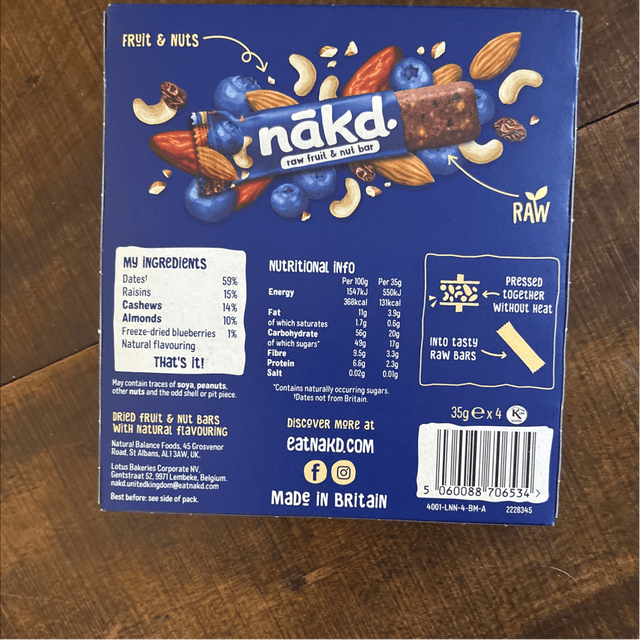 FRUIT & NUTS
nākd.
raw fruit & nut bar
RAW
MY INGREDIENTS
Dates† 59%
Raisins 15%
Cashews 14%
Almonds 10%
Freeze-dried blueberries 1%
Natural flavouring
THAT'S IT!
May contain traces of soya, peanuts,
other nuts and the odd shell or pit piece.
DRIED FRUIT & NUT BARS
WITH NATURAL FLAVOURING
Natural Balance Foods, 45 Grosvenor
Road, St Albans, AL1 3AW, UK.
Lotus Bakeries Corporate NV,
Gentstraat 52, 9971 Lembeke, Belgium.
nakd.unitedkingdom@eatnakd.com
Best before: see side of pack.
NUTRITIONAL INFO
Per 100g Per 35g
Energy 1547kJ 550kJ
368kcal 131kcal
Fat 11g 3.9g
of which saturates 1.7g 0.6g
Carbohydrate 56g 20g
of which sugars* 49g 17g
Fibre 9.5g 3.3g
Protein 6.6g 2.3g
Salt 0.02g 0.01g
*Contains naturally occurring sugars.
†Dates not from Britain.
DISCOVER MORE AT
EATNAKD.COM
MADE IN BRITAIN
PRESSED
TOGETHER
WITHOUT HEAT
INTO TASTY
RAW BARS
35g e x 4
5 060088 706534 >
4001-LNN-4-BM-A 2228345